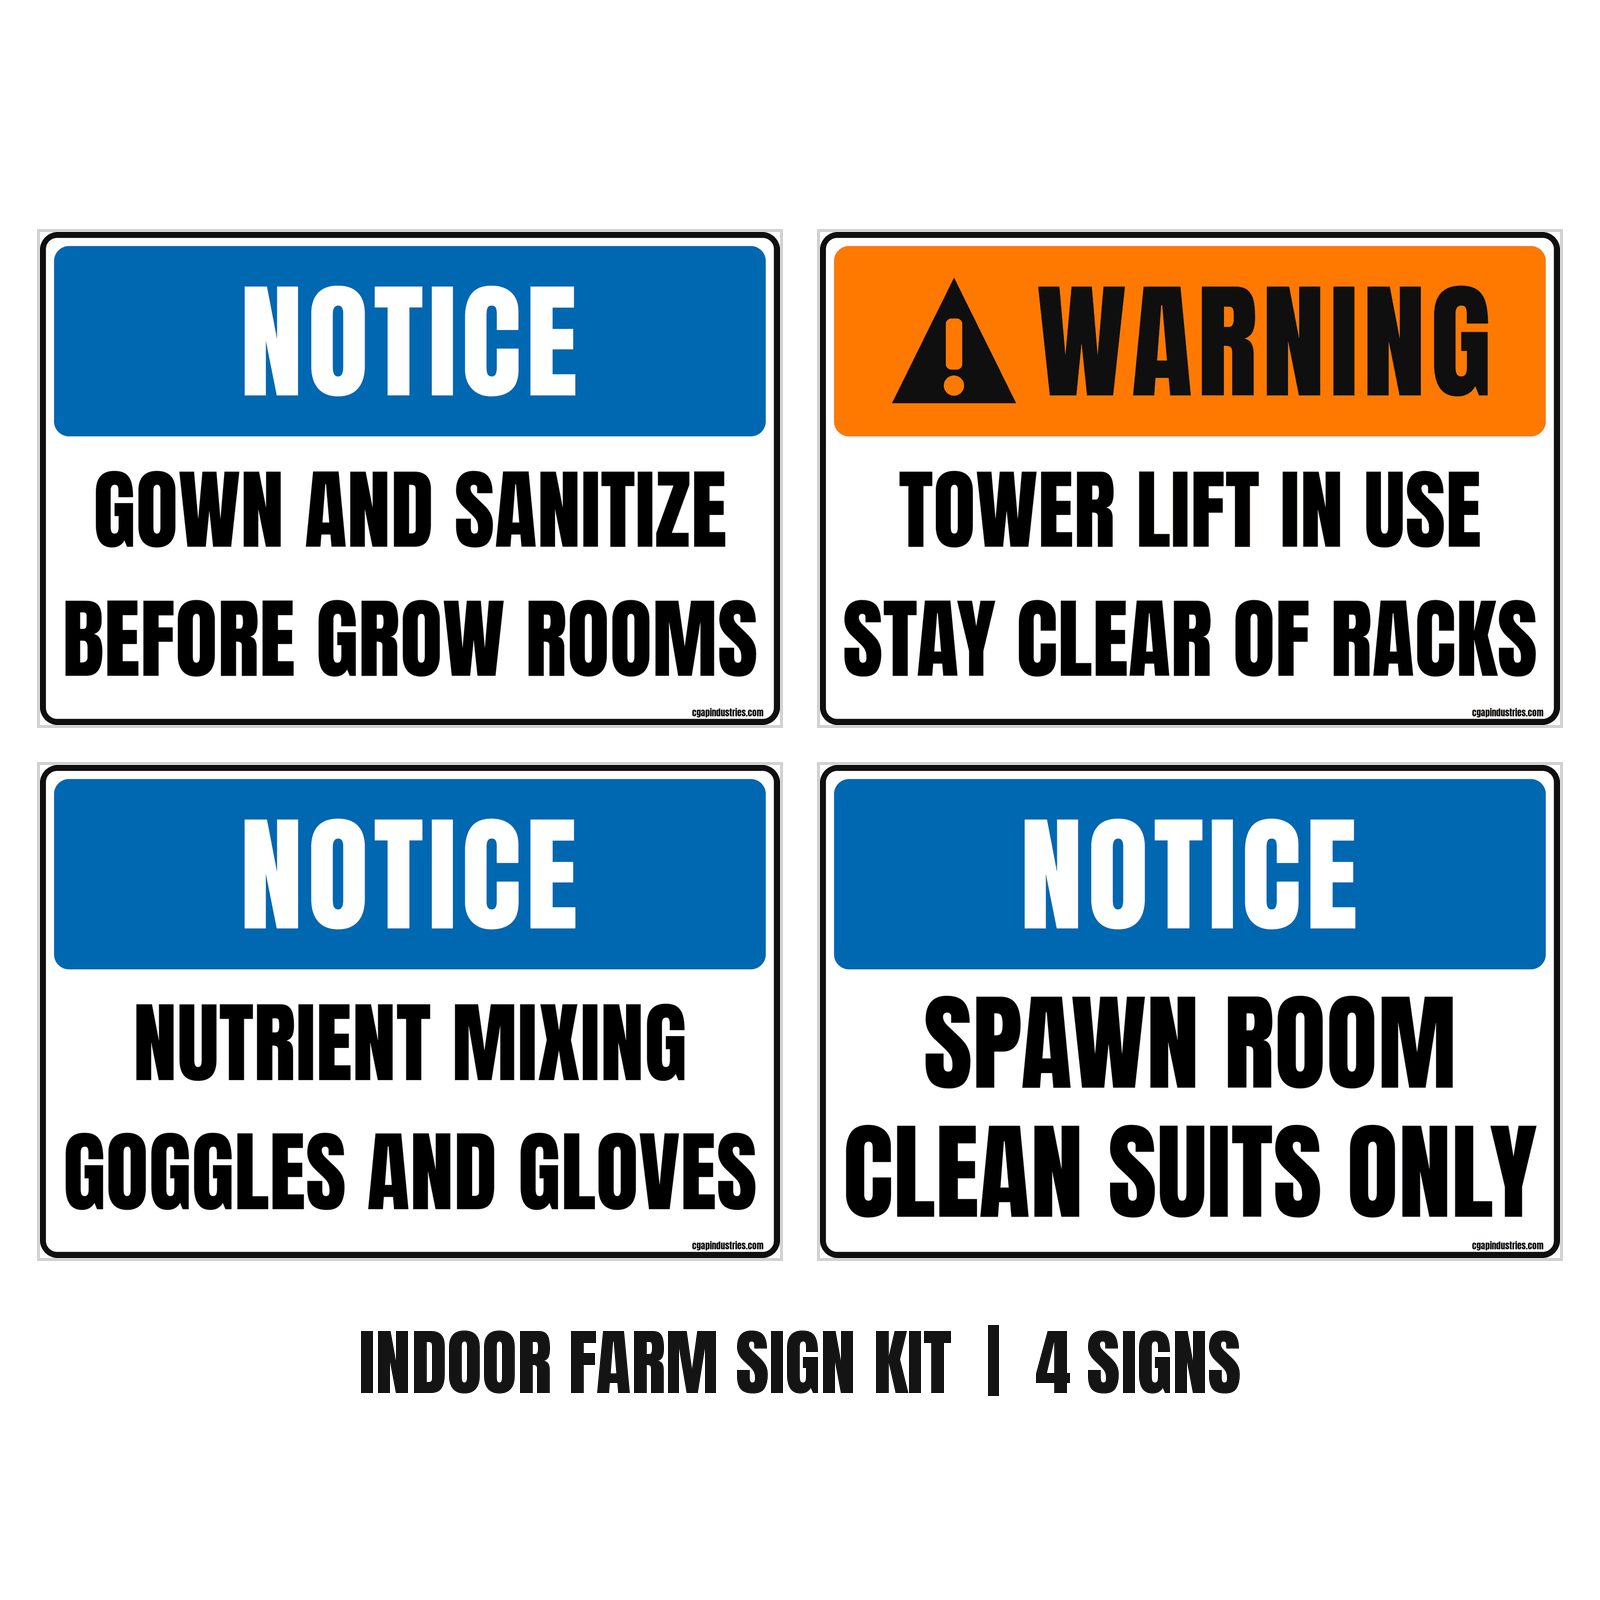 NOTICE
GOWN AND SANITIZE
BEFORE GROW ROOMS
cgapindustries.com
WARNING
TOWER LIFT IN USE
STAY CLEAR OF RACKS
cgapindustries.com
NOTICE
NUTRIENT MIXING
GOGGLES AND GLOVES
cgapindustries.com
NOTICE
SPAWN ROOM
CLEAN SUITS ONLY
cgapindustries.com
INDOOR FARM SIGN KIT | 4 SIGNS